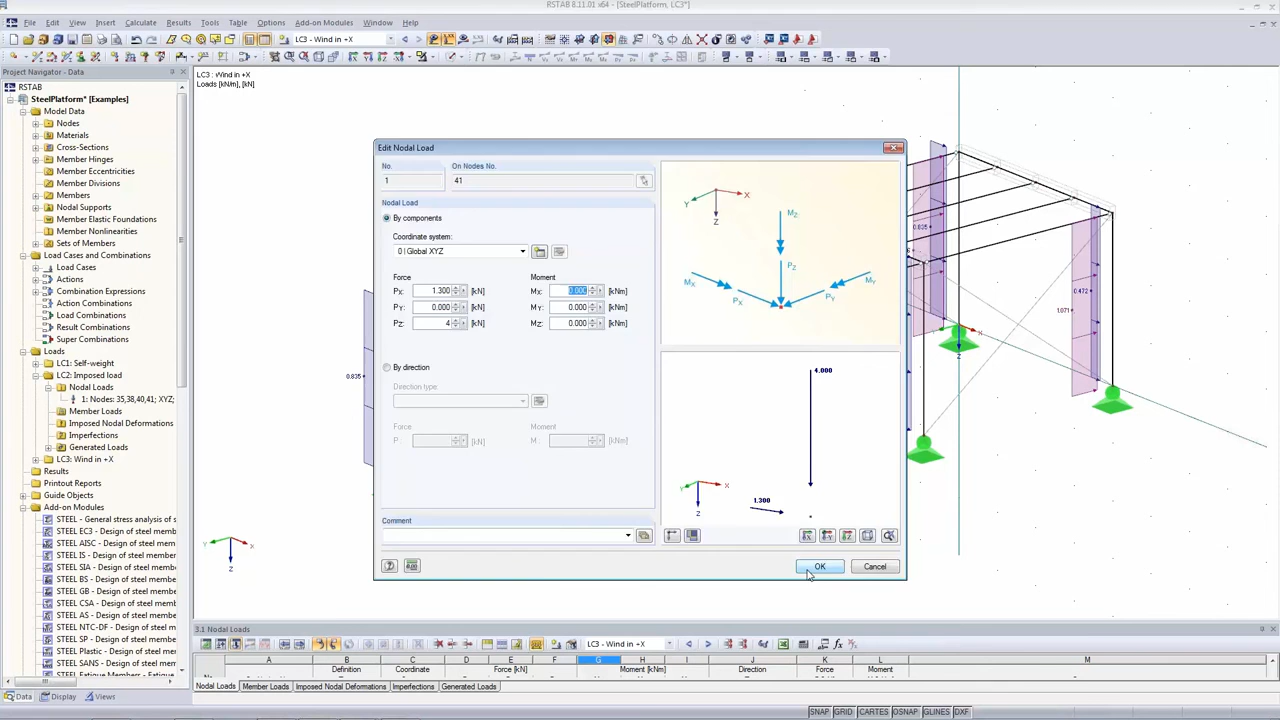 RSTAB 8.11.01 x64 - [SteelPlatform, LC3*]
File Edit View Insert Calculate Results Tools Table Options Add-on Modules Window Help
LC3 - Wind in +X
Project Navigator - Data
RSTAB
SteelPlatform* [Examples]
Model Data
Nodes
Materials
Cross-Sections
Member Hinges
Member Eccentricities
Member Divisions
Members
Nodal Supports
Member Elastic Foundations
Member Nonlinearities
Sets of Members
Load Cases and Combinations
Load Cases
Actions
Combination Expressions
Action Combinations
Load Combinations
Result Combinations
Super Combinations
Loads
LC1: Self-weight
LC2: Imposed load
Nodal Loads
1: Nodes: 35,38,40,41; XYZ;
Member Loads
Imposed Nodal Deformations
Imperfections
Generated Loads
LC3: Wind in +X
Results
Printout Reports
Guide Objects
Add-on Modules
STEEL - General stress analysis of s
STEEL EC3 - Design of steel memb
STEEL AISC - Design of steel mem
STEEL IS - Design of steel member
STEEL SIA - Design of steel memb
STEEL BS - Design of steel membe
STEEL GB - Design of steel membe
STEEL CSA - Design of steel memb
STEEL AS - Design of steel membe
STEEL NTC-DF - Design of steel m
STEEL SP - Design of steel membe
STEEL Plastic - Design of steel me
STEEL SANS - Design of steel mem
STEEL Fatigue Members - Fatigue
Data Display Views
LC3 : Wind in +X
Loads [kN/m], [kN]
Edit Nodal Load
No. On Nodes No.
1 41
Nodal Load
By components
Coordinate system:
0 | Global XYZ
Force Moment
PX: 1.300 [kN] MX: 0.000 [kNm]
PY: 0.000 [kN] MY: 0.000 [kNm]
PZ: 4 [kN] MZ: 0.000 [kNm]
By direction
Direction type
Force Moment
P : [kN] M : [kNm]
Comment
OK Cancel
Y X
Z
MZ
PZ
MX MY
PX PY
4.000
1.300
Y X
Z
0.835
0.835
0.472
1.071
X
Z
Y X
Z
3.1 Nodal Loads
LC3 - Wind in +X
A B C D E F G H I J K L M
Definition Coordinate Force [kN] Moment [kNm] Direction Force Moment
Nodal Loads Member Loads Imposed Nodal Deformations Imperfections Generated Loads
SNAP GRID CARTES OSNAP GLINES DXF